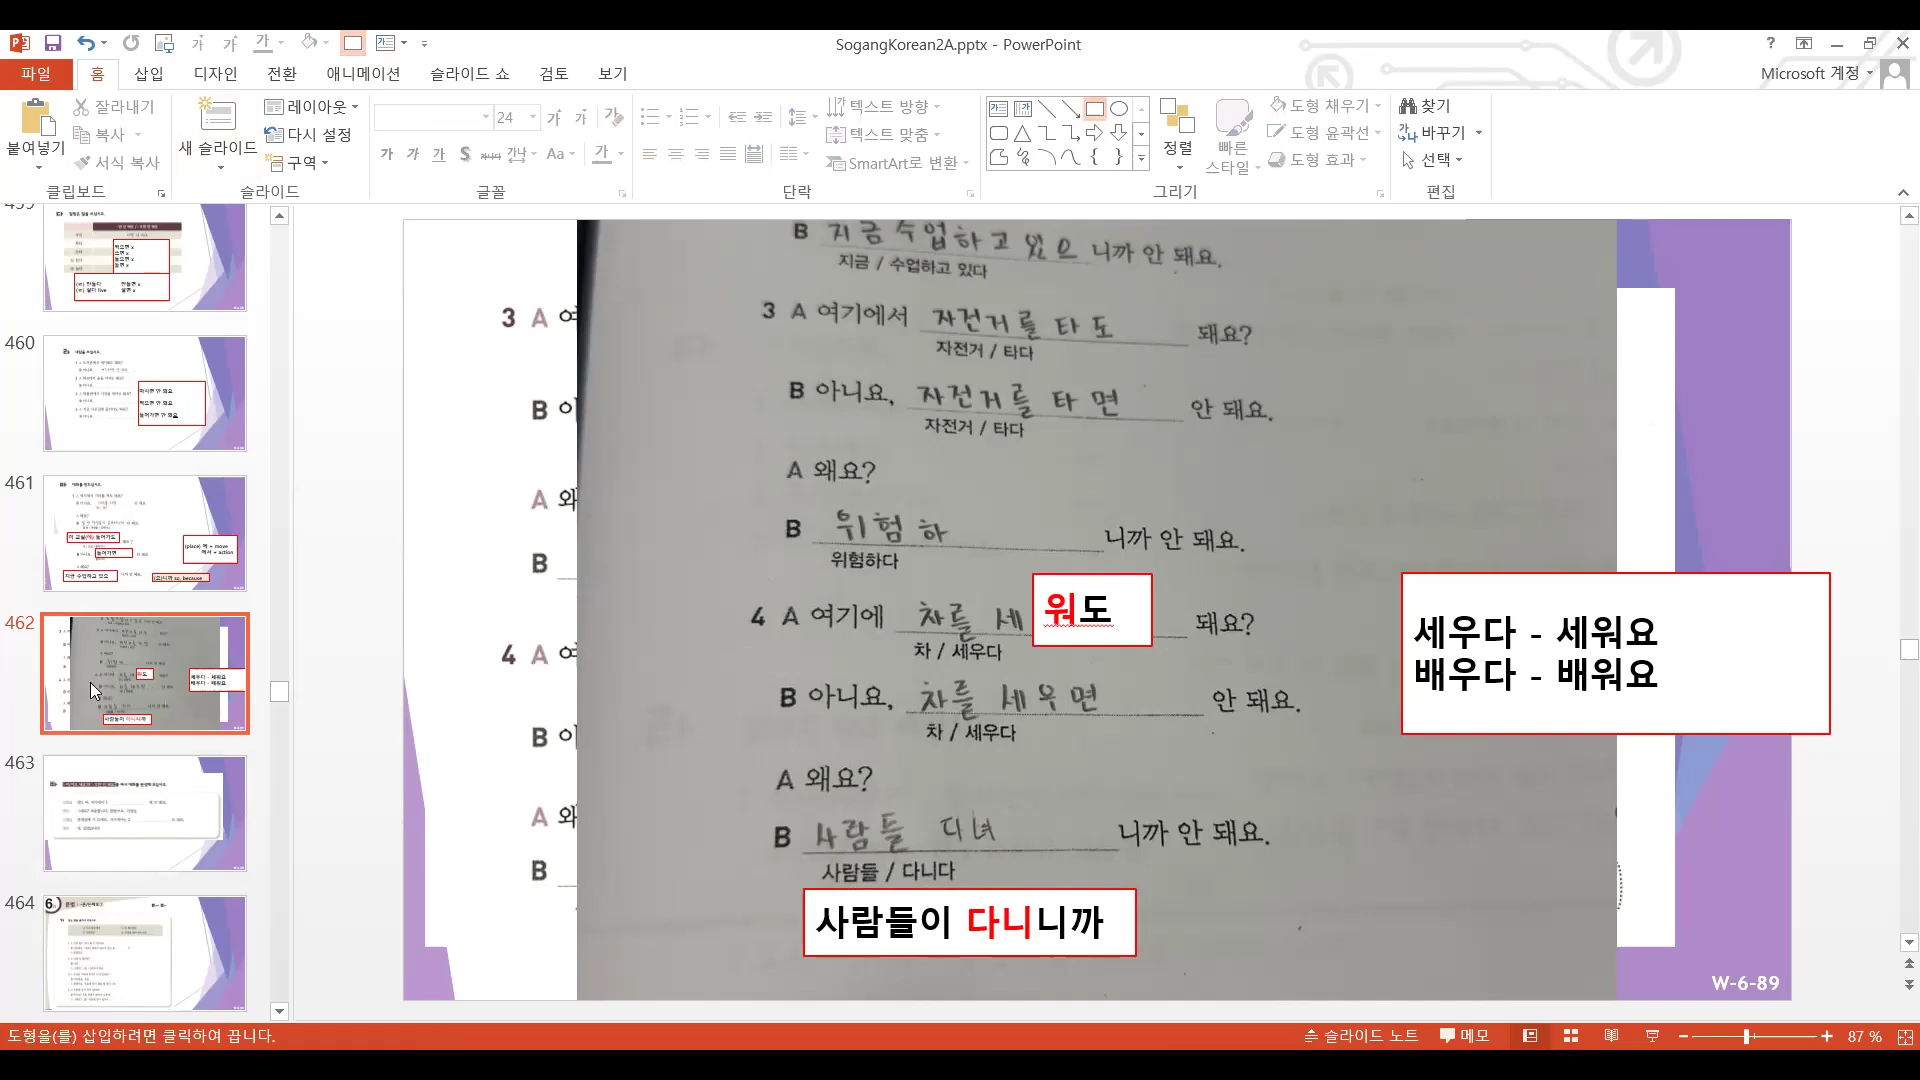 SogangKorean2A.pptx - PowerPoint
파일 홈 삽입 디자인 전환 애니메이션 슬라이드 쇼 검토 보기 Microsoft 계정
붙여넣기 잘라내기 복사 서식 복사 클립보드
새 슬라이드 레이아웃 다시 설정 구역 슬라이드
24 글꼴
텍스트 방향 텍스트 맞춤 SmartArt로 변환 단락
정렬 빠른 스타일 도형 채우기 도형 윤곽선 도형 효과 그리기
찾기 바꾸기 선택 편집
460
461
462
463
464
B 지금 수업하고 있으 니까 안 돼요.
지금 / 수업하고 있다
3 A 여기에서 자전거를 타도 돼요?
자전거 / 타다
B 아니요, 자전거를 타면 안 돼요.
자전거 / 타다
A 왜요?
B 위험하 니까 안 돼요.
위험하다
4 A 여기에 차를 세 워도 돼요?
차 / 세우다
B 아니요, 차를 세우면 안 돼요.
차 / 세우다
A 왜요?
B 사람들 다녀 니까 안 돼요.
사람들 / 다니다
사람들이 다니니까
세우다 - 세워요
배우다 - 배워요
3 A
B
A
B
4 A
B
A
B
W-6-89
도형을(를) 삽입하려면 클릭하여 끕니다. 슬라이드 노트 메모 87 %